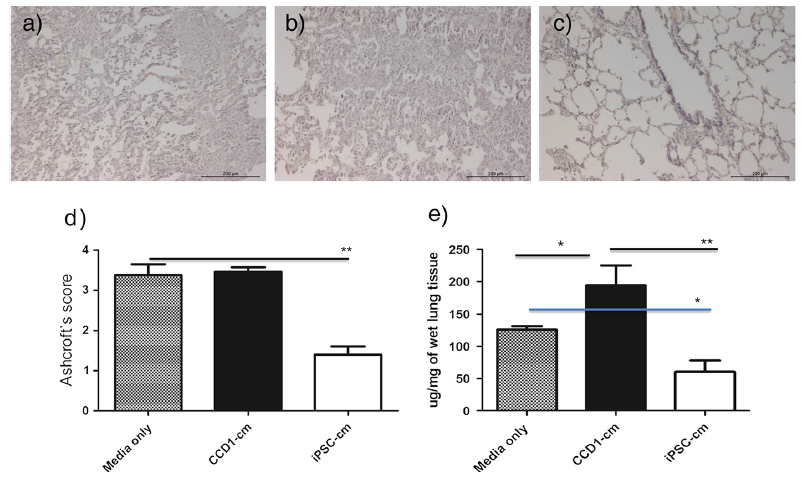 a)
b)
c)
200 µm
200 µm
200 µm
d)
Ashcroft's score
4
3
2
1
0
**
Media only
CCD1-cm
iPSC-cm
e)
ug/mg of wet lung tissue
250
200
150
100
50
0
*
**
*
Media only
CCD1-cm
iPSC-cm